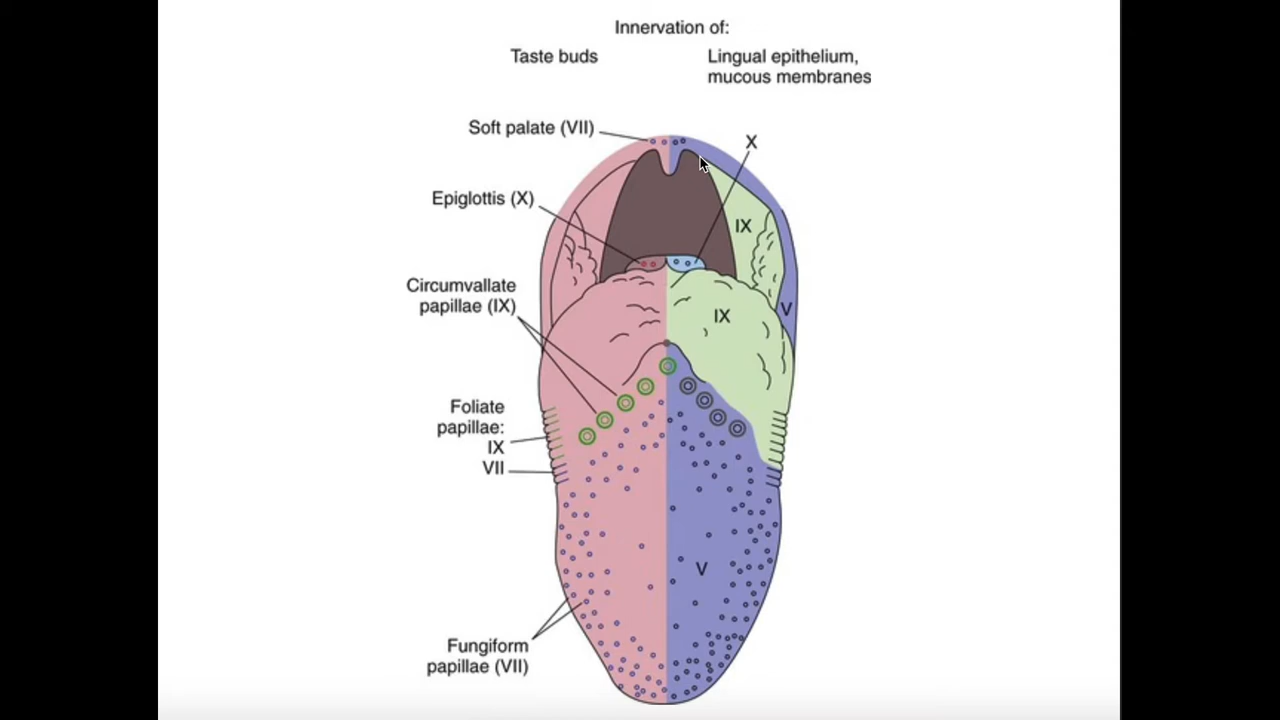 Innervation of:
Taste buds
Lingual epithelium,
mucous membranes
Soft palate (VII)
X
Epiglottis (X)
IX
Circumvallate
papillae (IX)
IX
V
Foliate
papillae:
IX
VII
V
Fungiform
papillae (VII)